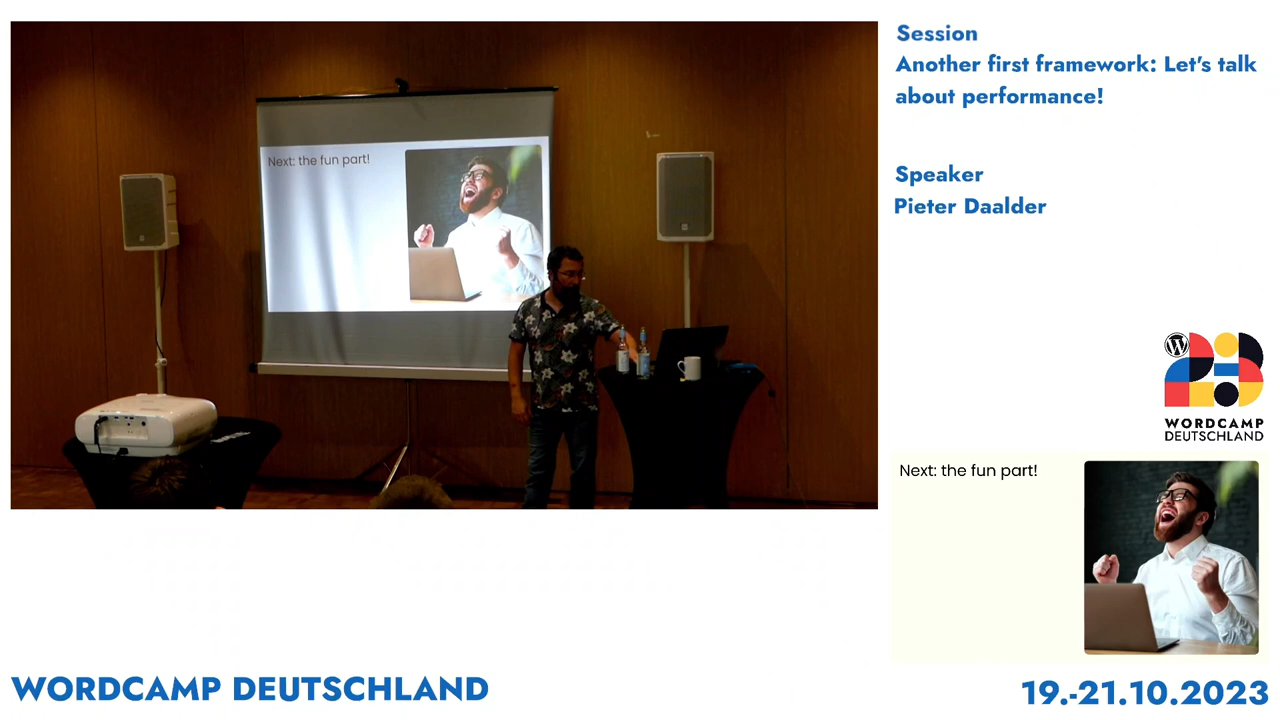 Session
Another first framework: Let's talk
about performance!
Speaker
Pieter Daalder
Next: the fun part!
WORDCAMP
DEUTSCHLAND
Next: the fun part!
WORDCAMP DEUTSCHLAND
19.-21.10.2023